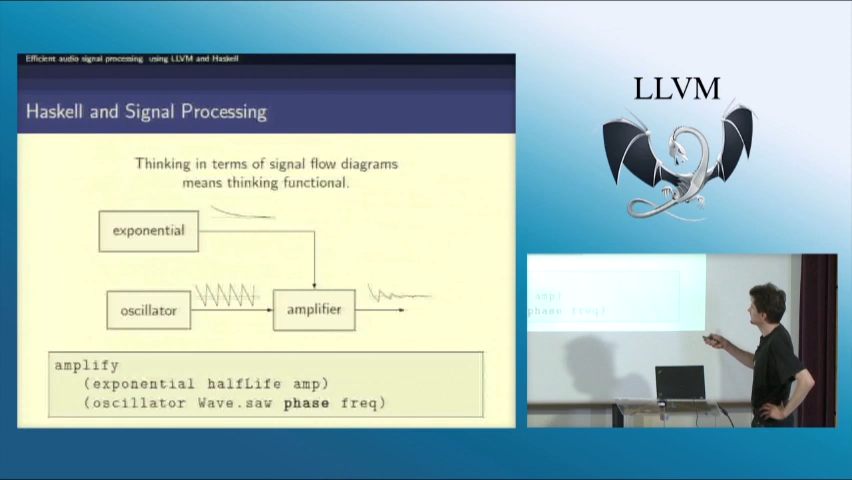 Efficient audio signal processing using LLVM and Haskell
Haskell and Signal Processing
Thinking in terms of signal flow diagrams
means thinking functional.
exponential
oscillator
amplifier
amplify
(exponential halfLife amp)
(oscillator Wave.saw phase freq)
LLVM
amp)
phase freq)